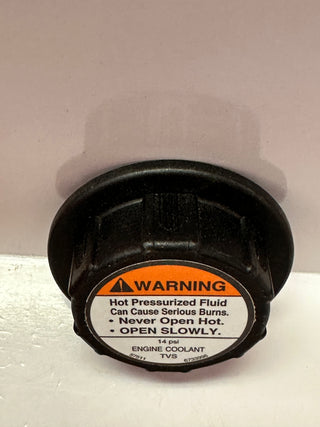 WARNING
Hot Pressurized Fluid
Can Cause Serious Burns.
• Never Open Hot.
• OPEN SLOWLY.
14 psi
ENGINE COOLANT
TVS